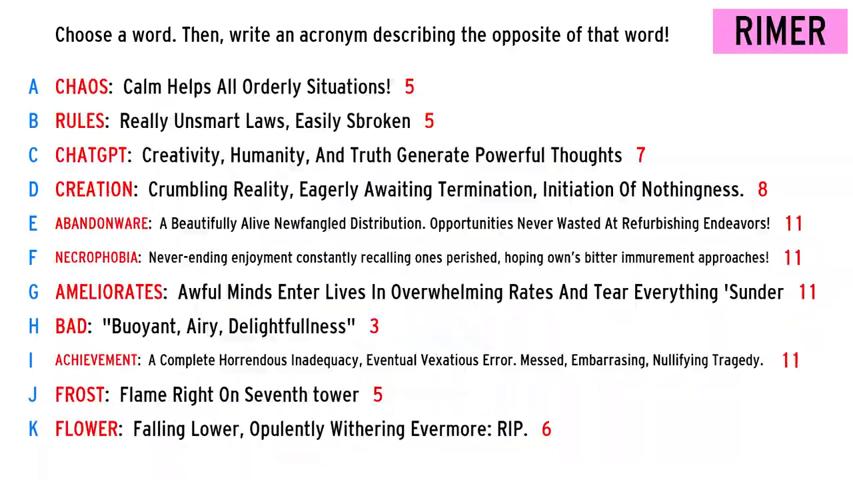 Choose a word. Then, write an acronym describing the opposite of that word!
RIMER
A CHAOS: Calm Helps All Orderly Situations! 5
B RULES: Really Unsmart Laws, Easily Sbroken 5
C CHATGPT: Creativity, Humanity, And Truth Generate Powerful Thoughts 7
D CREATION: Crumbling Reality, Eagerly Awaiting Termination, Initiation Of Nothingness. 8
E ABANDONWARE: A Beautifully Alive Newfangled Distribution. Opportunities Never Wasted At Refurbishing Endeavors! 11
F NECROPHOBIA: Never-ending enjoyment constantly recalling ones perished, hoping own's bitter immurement approaches! 11
G AMELIORATES: Awful Minds Enter Lives In Overwhelming Rates And Tear Everything 'Sunder 11
H BAD: "Buoyant, Airy, Delightfullness" 3
I ACHIEVEMENT: A Complete Horrendous Inadequacy, Eventual Vexatious Error. Messed, Embarrasing, Nullifying Tragedy. 11
J FROST: Flame Right On Seventh tower 5
K FLOWER: Falling Lower, Opulently Withering Evermore: RIP. 6